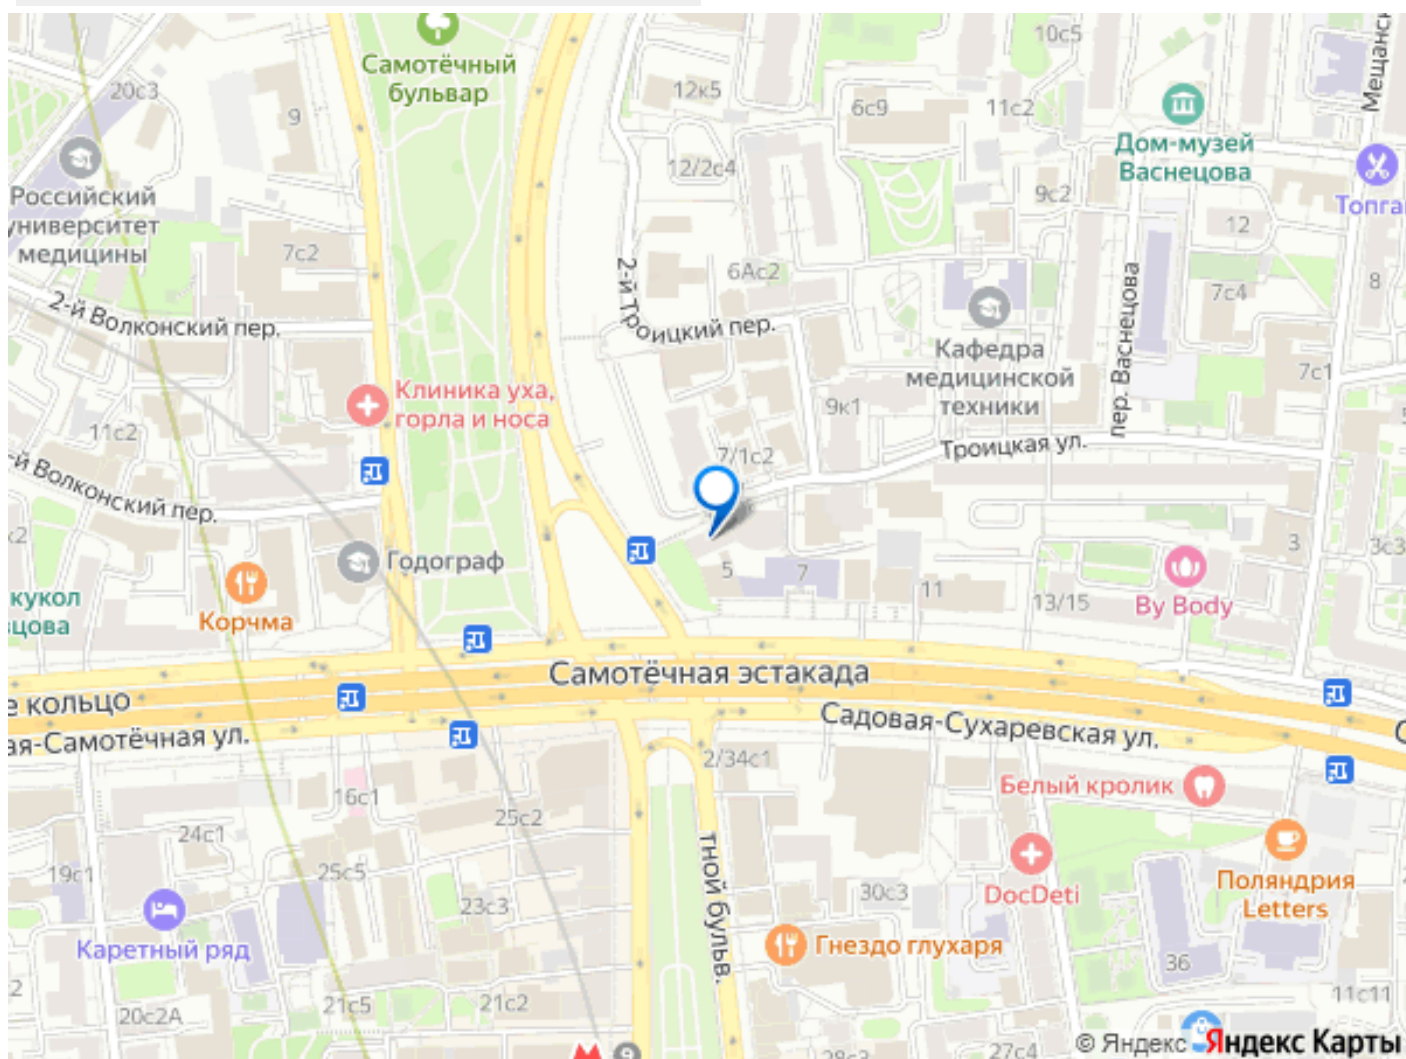 Самотёчный
бульвар
10с5
Мещанск
20с3
9
12к5
6с9
11с2
Дом-музей
Васнецова
12/2с4
Российский
университет
медицины
9с2
Топга
12
7с2
6Ас2
2-й Троицкий пер.
пер. Васнецова
7с4
8
2-й Волконский пер.
Кафедра
медицинской
техники
7с1
Клиника уха,
горла и носа
9к1
11с2
7/1с2
Троицкая ул.
-й Волконский пер.
Годограф
5
7
11
3
3с3
13/15
By Body
кукол
Корчма
Самотёчная эстакада
е кольцо
ая-Самотёчная ул.
Садовая-Сухаревская ул.
2/34с1
Белый кролик
16с1
25с2
24с1
19с1
25с5
DocDeti
Поляндрия
Letters
30с3
23с3
тной бульв.
Каретный ряд
Гнездо глухаря
36
21с5
21с2
20с2А
11с11
27с4
© Яндекс
Яндекс Карты